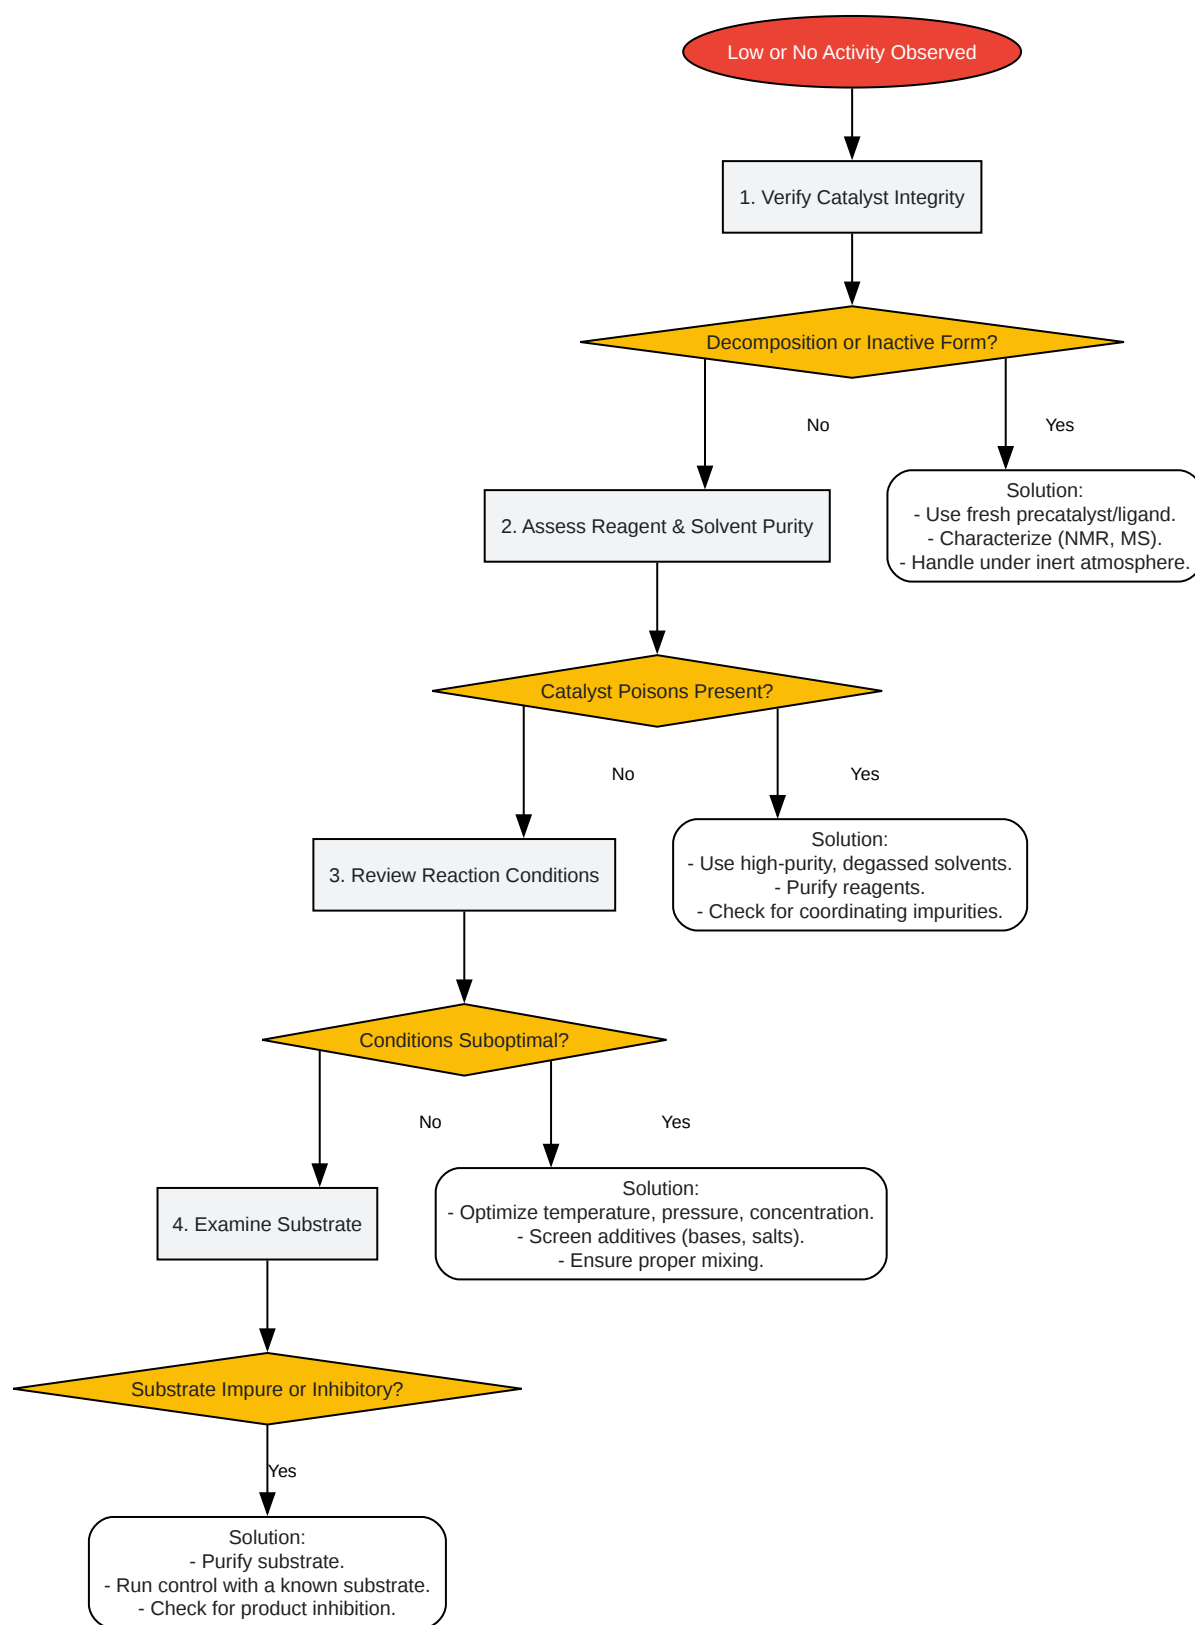 Low or No Activity Observed
1. Verify Catalyst Integrity
Decomposition or Inactive Form?
No
Yes
Solution:
- Use fresh precatalyst/ligand.
- Characterize (NMR, MS).
- Handle under inert atmosphere.
2. Assess Reagent & Solvent Purity
Catalyst Poisons Present?
No
Yes
Solution:
- Use high-purity, degassed solvents.
- Purify reagents.
- Check for coordinating impurities.
3. Review Reaction Conditions
Conditions Suboptimal?
No
Yes
Solution:
- Optimize temperature, pressure, concentration.
- Screen additives (bases, salts).
- Ensure proper mixing.
4. Examine Substrate
Substrate Impure or Inhibitory?
Yes
Solution:
- Purify substrate.
- Run control with a known substrate.
- Check for product inhibition.